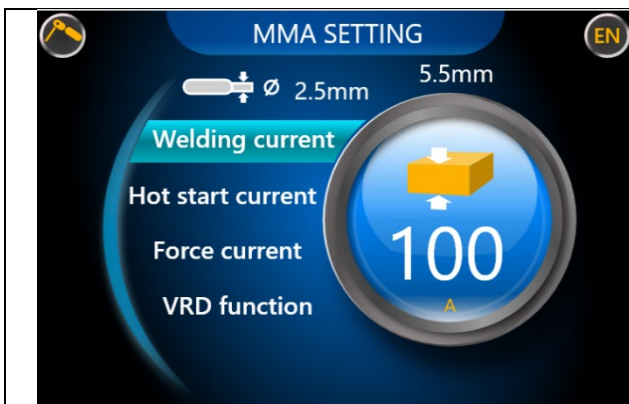 MMA SETTING
EN
5.5mm
Ø 2.5mm
Welding current
Hot start current
Force current
VRD function
100
A